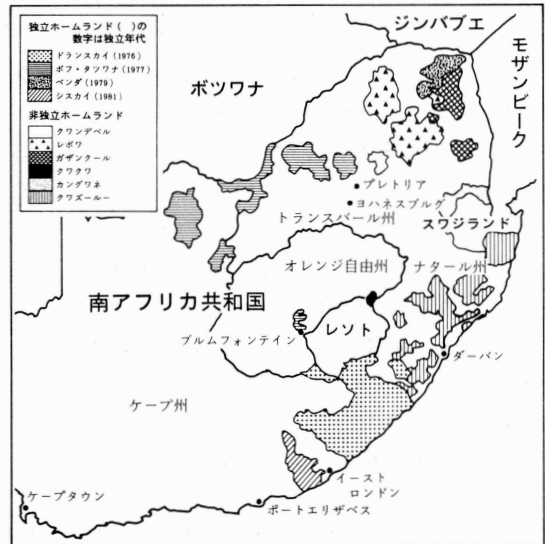 独立ホームランド( )の
数字は独立年代
ドランスカイ(1976)
ボフ・タツワナ(1977)
ベンダ(1979)
シスカイ(1981)
非独立ホームランド
クワンデベル
レボワ
ガザンクール
クワクワ
カングワネ
クワズールー
ジンバブエ
モザンビーク
ボツワナ
プレトリア
ヨハネスブルグ
トランスバール州
スワジランド
オレンジ自由州
ナタール州
南アフリカ共和国
レソト
ブルムフォンテイン
ダーバン
ケープ州
イースト
ロンドン
ケープタウン
ポートエリザベス